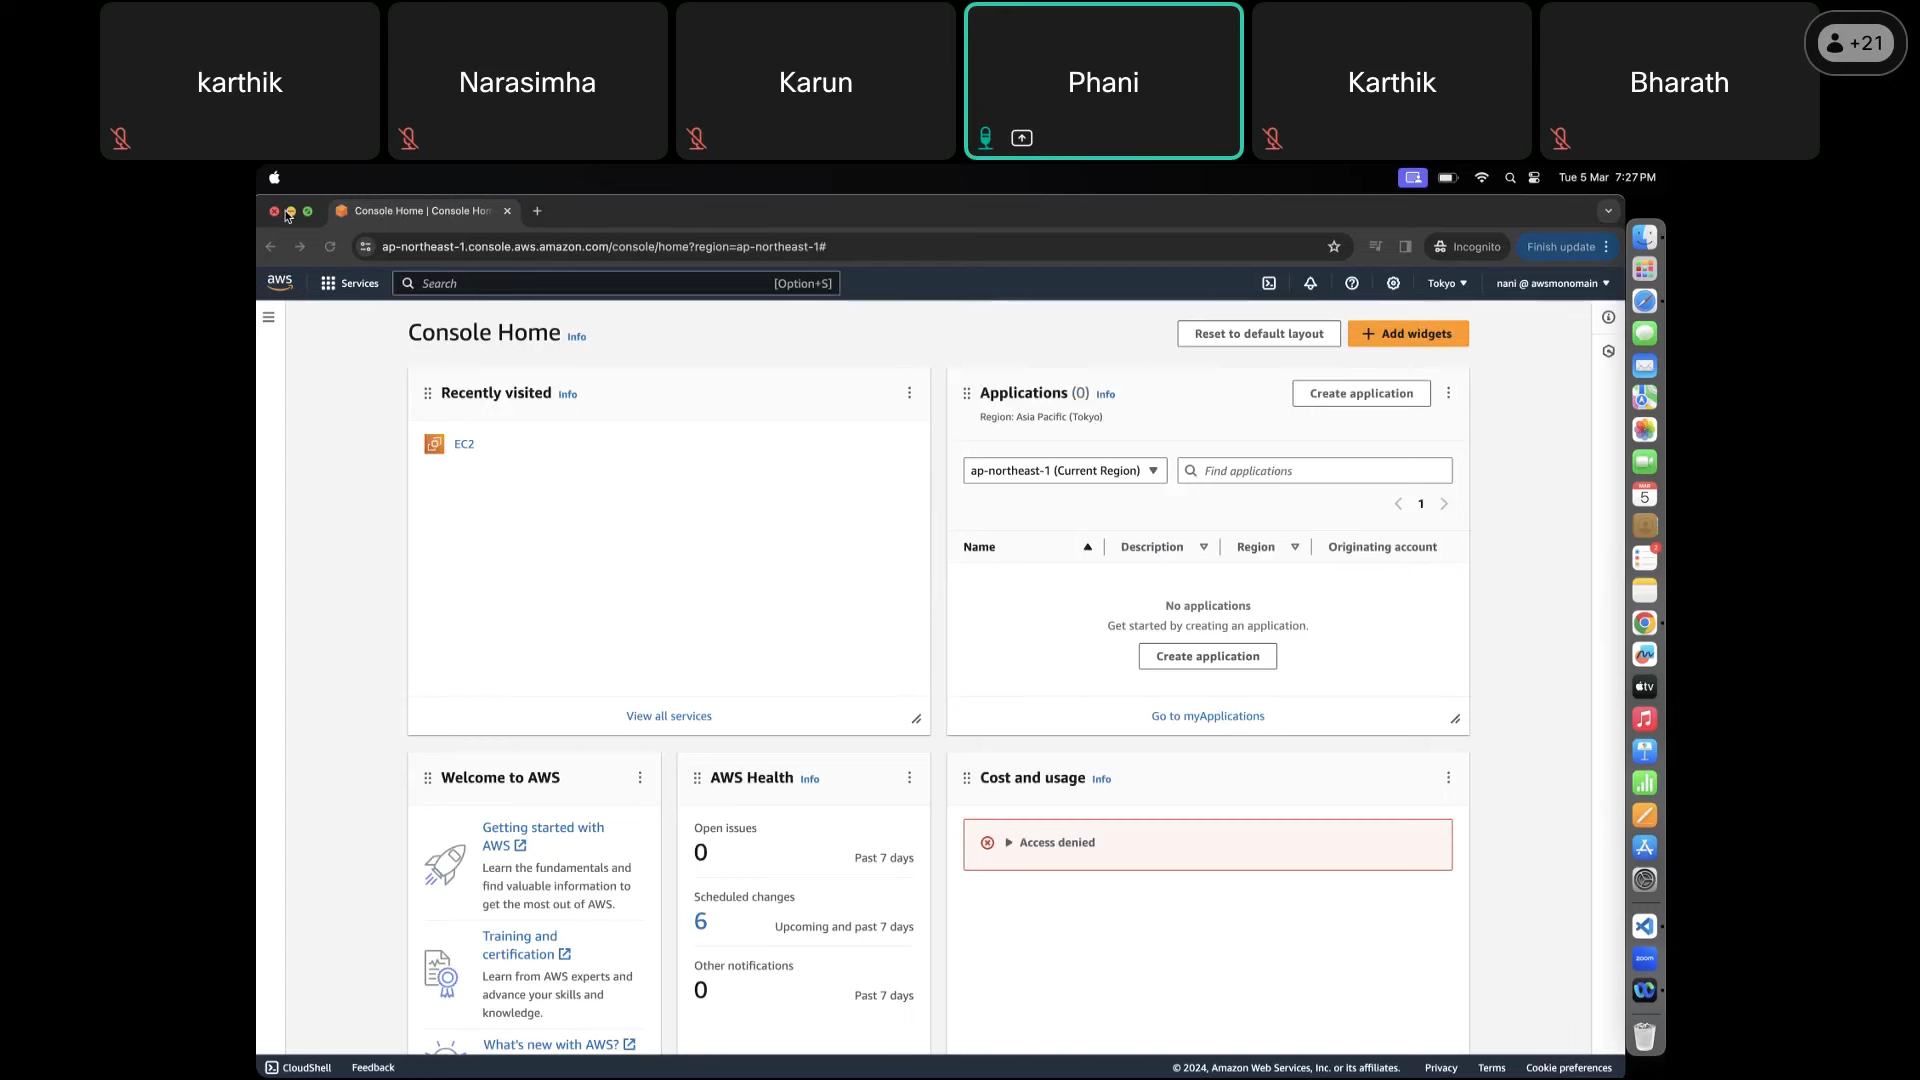 karthik
Narasimha
Karun
Phani
Karthik
Bharath
+21
Tue 5 Mar 7:27 PM
Console Home | Console Hom
ap-northeast-1.console.aws.amazon.com/console/home?region=ap-northeast-1#
Incognito
Finish update
aws
Services
Search
[Option+S]
Tokyo
nani @ awsmonomain
Console Home Info
Reset to default layout
Add widgets
Recently visited Info
EC2
View all services
Applications (0) Info
Region: Asia Pacific (Tokyo)
Create application
ap-northeast-1 (Current Region)
Find applications
1
Name
Description
Region
Originating account
No applications
Get started by creating an application.
Create application
Go to myApplications
Welcome to AWS
Getting started with
AWS
Learn the fundamentals and
find valuable information to
get the most out of AWS.
Training and
certification
Learn from AWS experts and
advance your skills and
knowledge.
What's new with AWS?
AWS Health Info
Open issues
0
Past 7 days
Scheduled changes
6
Upcoming and past 7 days
Other notifications
0
Past 7 days
Cost and usage Info
Access denied
MAR
5
2
tv
zoom
CloudShell
Feedback
© 2024, Amazon Web Services, Inc. or its affiliates.
Privacy
Terms
Cookie preferences